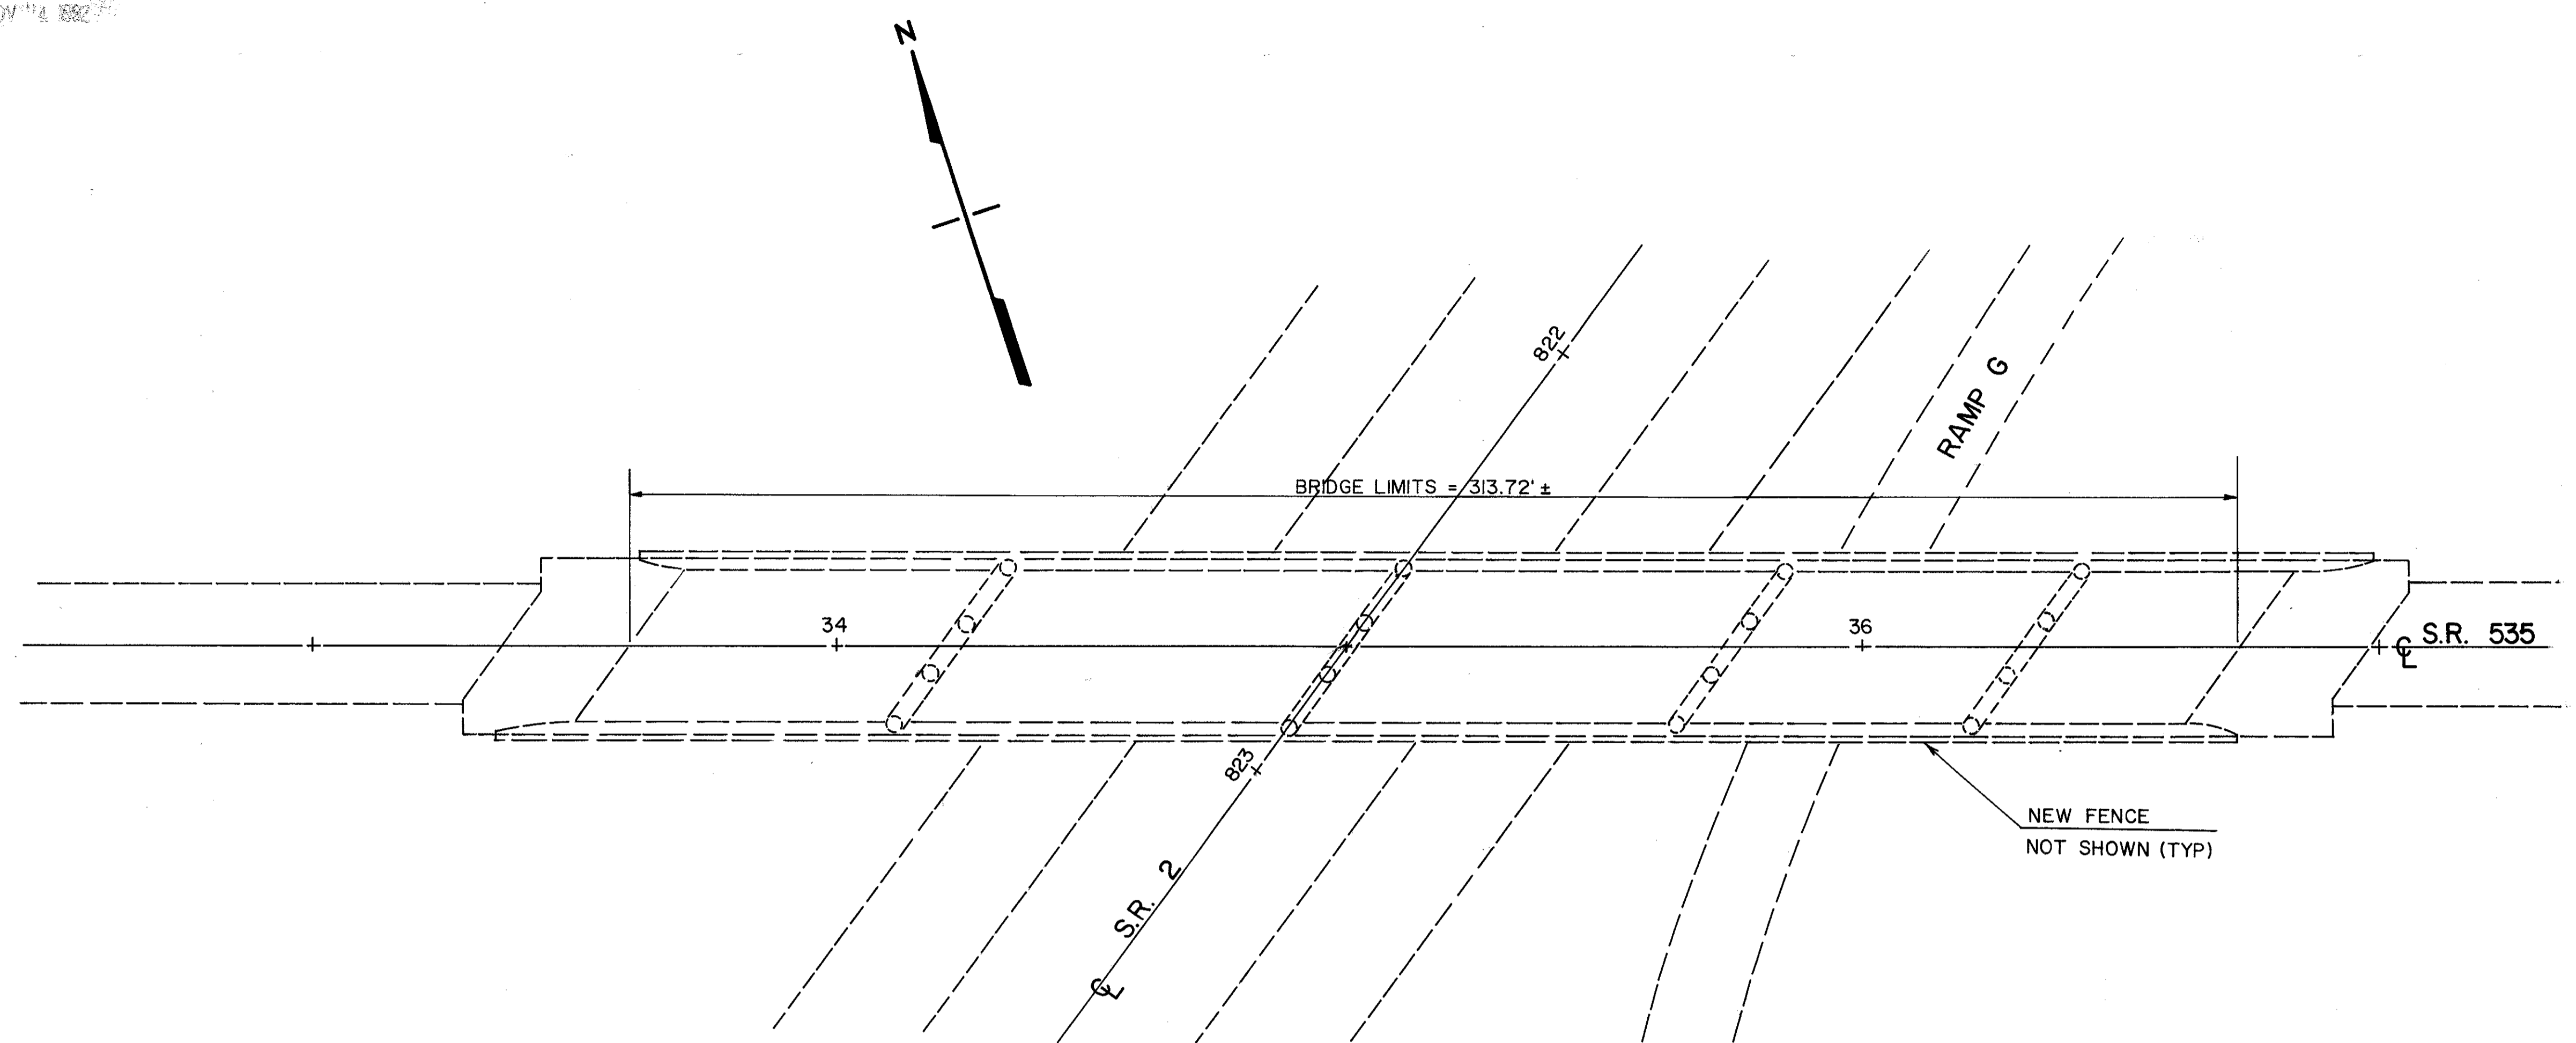 N
822
RAMP G
BRIDGE LIMITS = 313.72' ±
34
36
℄ S.R. 535
823
NEW FENCE
NOT SHOWN (TYP)
℄ S.R. 2